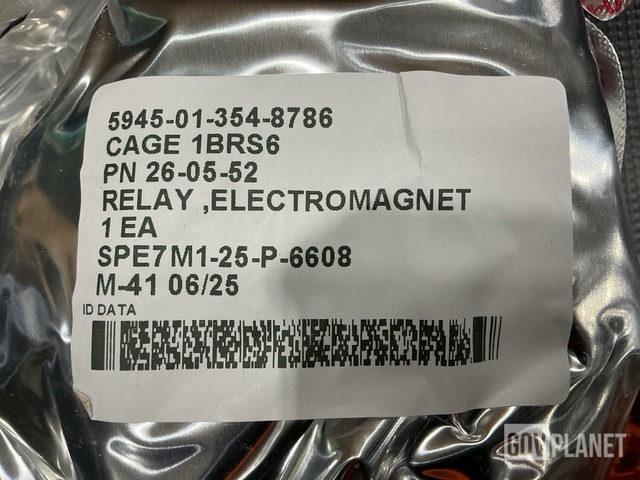 5945-01-354-8786
CAGE 1BRS6
PN 26-05-52
RELAY ,ELECTROMAGNET
1 EA
SPE7M1-25-P-6608
M-41 06/25
ID DATA
GOVPLANET